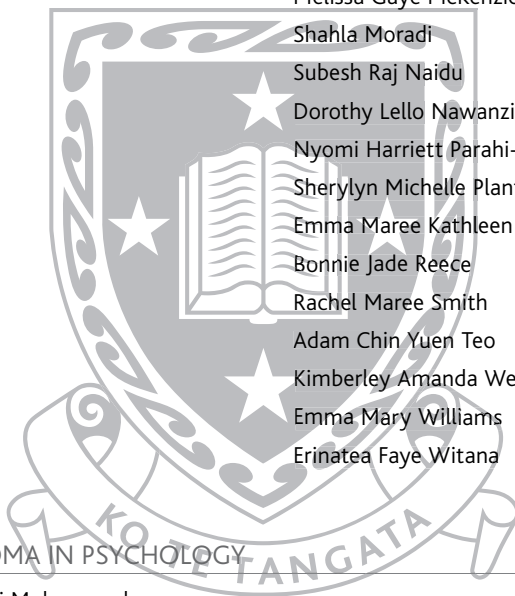 Shahla Moradi
Subesh Raj Naidu
Dorothy Lello Nawanzi
Nyomi Harriett Parahi-
Sherylyn Michelle Plan
Emma Maree Kathleen
Bonnie Jade Reece
Rachel Maree Smith
Adam Chin Yuen Teo
Kimberley Amanda We
Emma Mary Williams
Erinatea Faye Witana
KO TE TANGATA
OMA IN PSYCHOLOGY